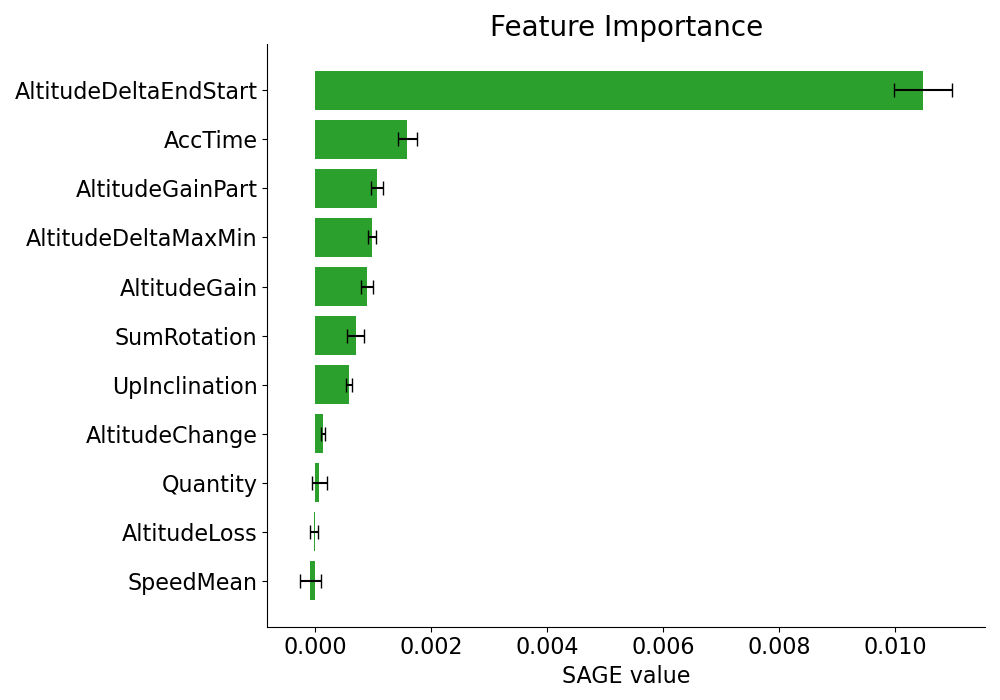 Feature Importance
AltitudeDeltaEndStart
AccTime
AltitudeGainPart
AltitudeDeltaMaxMin
AltitudeGain
SumRotation
UpInclination
AltitudeChange
Quantity
AltitudeLoss
SpeedMean
0.000 0.002 0.004 0.006 0.008 0.010
SAGE value